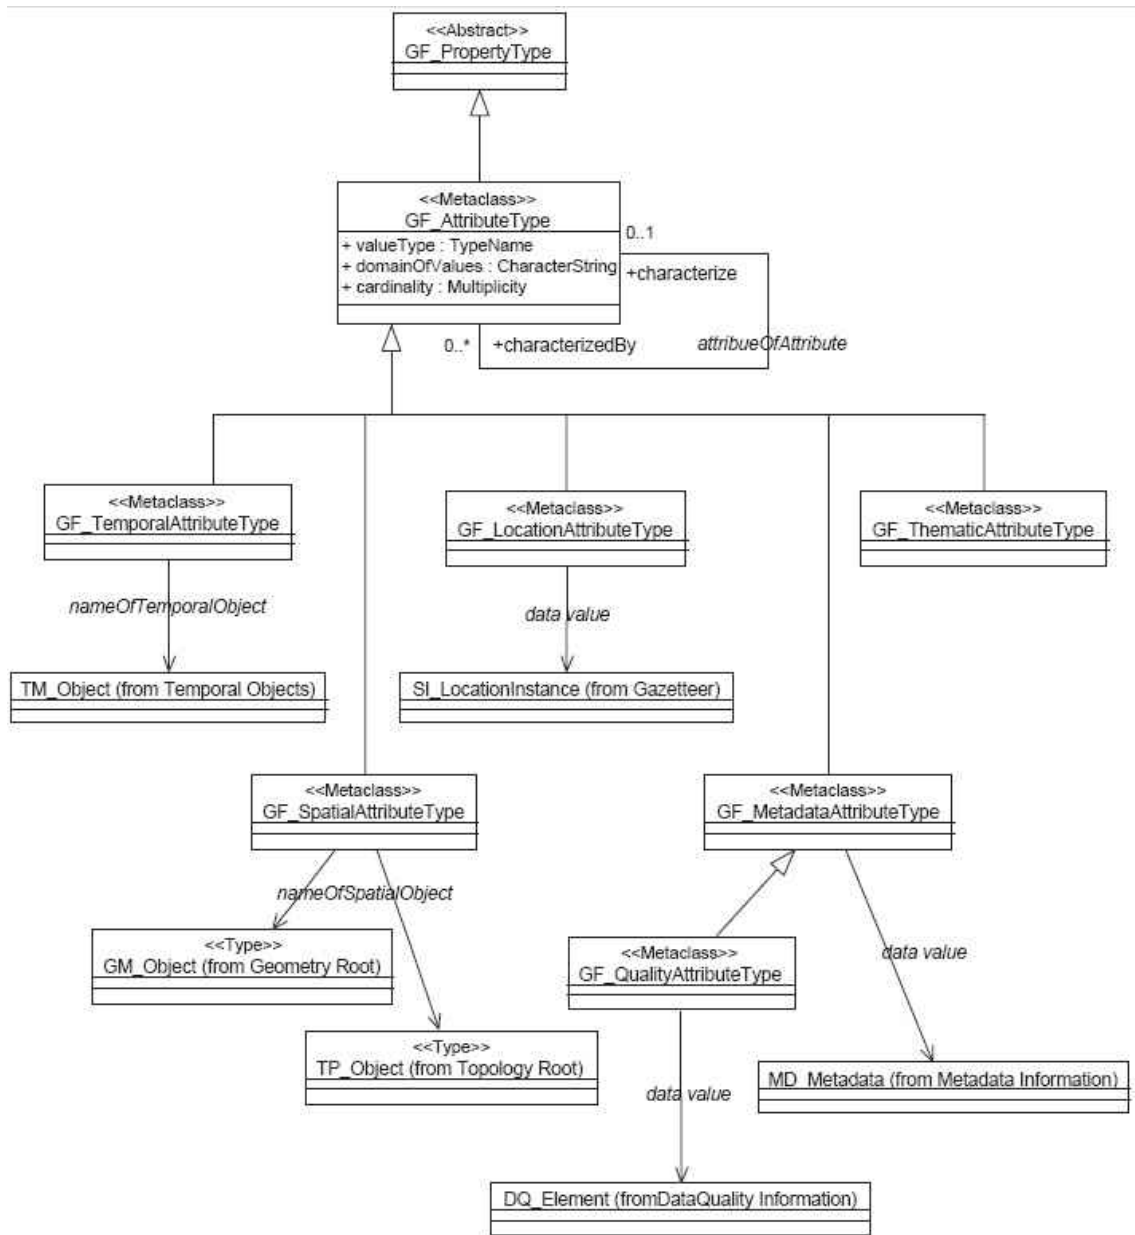 <<Abstract>>
GF_PropertyType
<<Metaclass>>
GF_AttributeType
+ valueType : TypeName
+ domainOfValues : CharacterString
+ cardinality : Multiplicity
0..1
+characterize
0..*
+characterizedBy
attribueOfAttribute
<<Metaclass>>
GF_TemporalAttributeType
<<Metaclass>>
GF_LocationAttributeType
<<Metaclass>>
GF_ThematicAttributeType
nameOfTemporalObject
data value
TM_Object (from Temporal Objects)
SI_LocationInstance (from Gazetteer)
<<Metaclass>>
GF_SpatialAttributeType
<<Metaclass>>
GF_MetadataAttributeType
nameOfSpatialObject
<<Type>>
GM_Object (from Geometry Root)
<<Metaclass>>
GF_QualityAttributeType
data value
<<Type>>
TP_Object (from Topology Root)
MD_Metadata (from Metadata Information)
data value
DQ_Element (fromDataQuality Information)